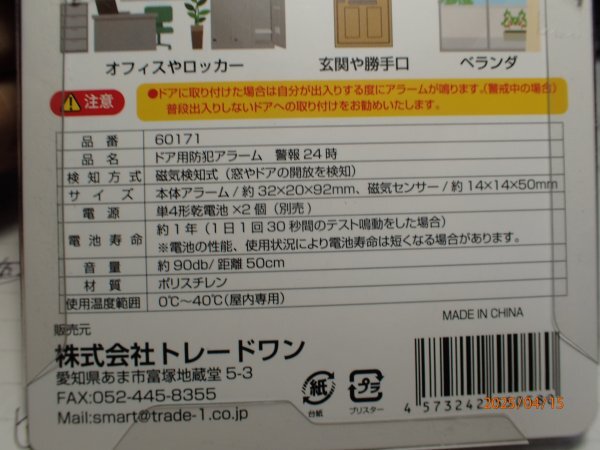 オフィスやロッカー
玄関や勝手口
ベランダ
注意
●ドアに取り付けた場合は自分が出入りする度にアラームが鳴ります。(警戒中の場合)
普段出入りしないドアへの取り付けをお勧めいたします。
品番 60171
品名 ドア用防犯アラーム 警報24時
検知方式 磁気検知式(窓やドアの開放を検知)
サイズ 本体アラーム/約32×20×92mm、磁気センサー/約14×14×50mm
電源 単4形乾電池×2個(別売)
電池寿命 約1年(1日1回30秒間のテスト鳴動をした場合)
※電池の性能、使用状況により電池寿命は短くなる場合があります。
音量 約90db/距離50cm
材質 ポリスチレン
使用温度範囲 0℃～40℃(屋内専用)
MADE IN CHINA
販売元
株式会社トレードワン
愛知県あま市富塚地蔵堂5-3
FAX:052-445-8355
Mail:smart@trade-1.co.jp
紙
台紙
プラ
ブリスター
4 573242
2025/04/15